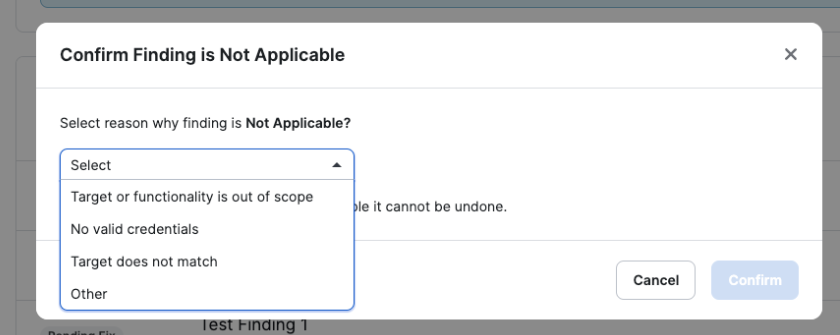 Confirm Finding is Not Applicable
Select reason why finding is Not Applicable?
Select
Target or functionality is out of scope
it cannot be undone.
No valid credentials
Target does not match
Other
Cancel
Confirm
Test Finding 1
Pending Fix